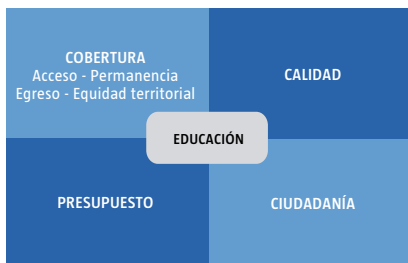 COBERTURA
Acceso - Permanencia
Egreso - Equidad territorial
CALIDAD
EDUCACIÓN
PRESUPUESTO
CIUDADANÍA